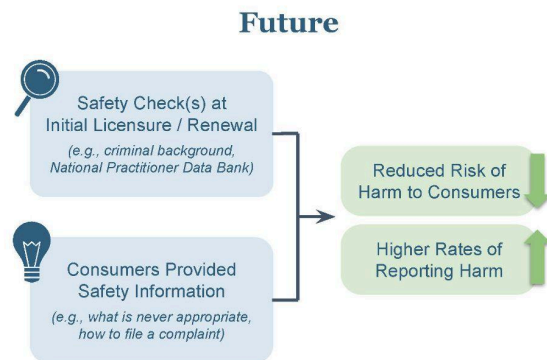 Future
Safety Check(s) at
Initial Licensure / Renewal
(e.g., criminal background,
National Practitioner Data Bank)
Consumers Provided
Safety Information
(e.g., what is never appropriate,
how to file a complaint)
Reduced Risk of
Harm to Consumers
Higher Rates of
Reporting Harm